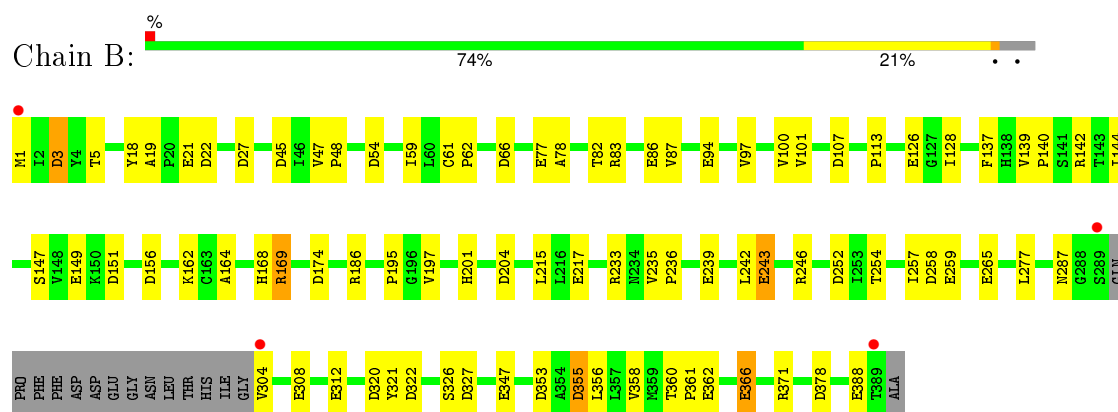 %
Chain B:
74% 21% • •
M1 I2 D3 Y4 T5 Y18 A19 P20 E21 D22 D27 D45 I46 V47 P48 D54 I59 L60 C61 P62 D66 E77 A78 T82 R83 E86 V87 E94 V97 V100 V101 D107 P113 E126 G127 I128 F137 H138 V139 P140 S141 R142 T143 I144
S147 V148 E149 K150 D151 D156 K162 C163 A164 H168 R169 D174 R186 P195 G196 V197 H201 D204 L215 L216 E217 R233 N234 V235 P236 E239 L242 E243 R246 D252 I253 T254 I257 D258 E259 E265 L277 N287 G288 S289 GLN
PRO PHE PHE ASP ASP GLU GLY ASN LEU THR HIS ILE GLY V304 E308 E312 D320 Y321 D322 S326 D327 E347 D353 A354 D355 L356 L357 V358 M359 T360 P361 E362 E366 R371 D378 E388 T389 ALA